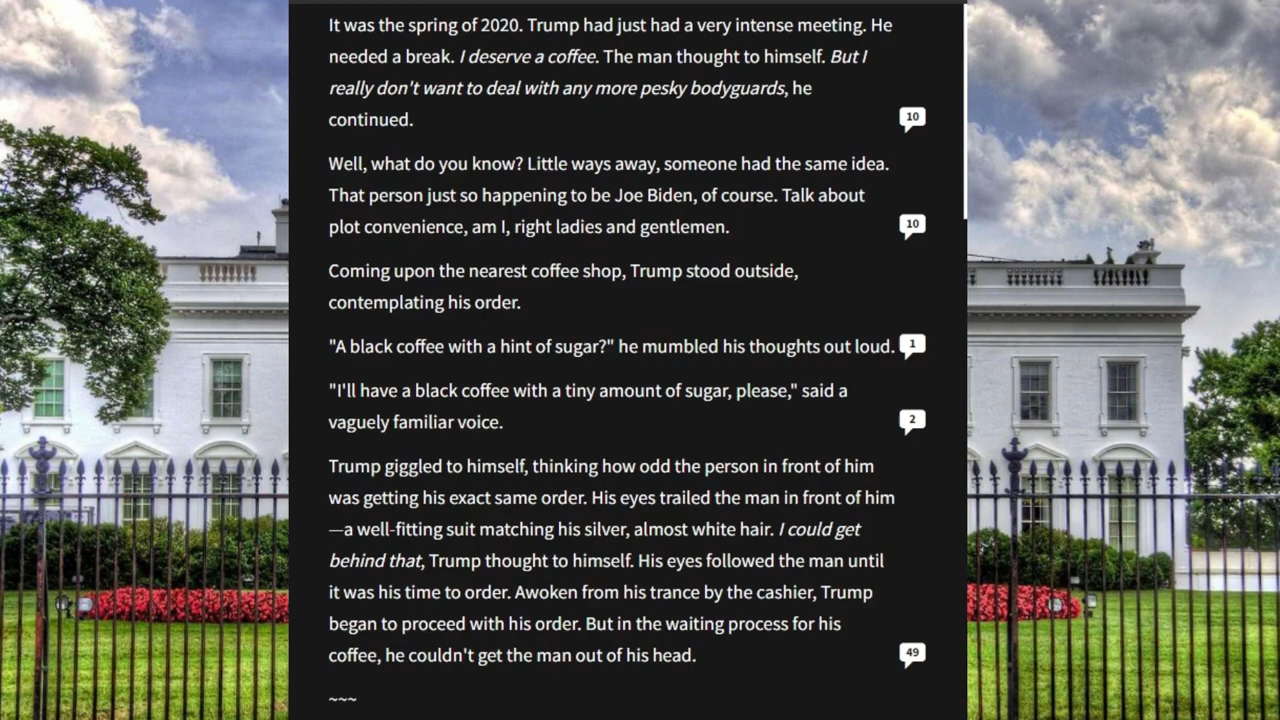 It was the spring of 2020. Trump had just had a very intense meeting. He
needed a break. I deserve a coffee. The man thought to himself. But I
really don't want to deal with any more pesky bodyguards, he
continued.
10
Well, what do you know? Little ways away, someone had the same idea.
That person just so happening to be Joe Biden, of course. Talk about
plot convenience, am I, right ladies and gentlemen.
10
Coming upon the nearest coffee shop, Trump stood outside,
contemplating his order.
"A black coffee with a hint of sugar?" he mumbled his thoughts out loud.
1
"I'll have a black coffee with a tiny amount of sugar, please," said a
vaguely familiar voice.
2
Trump giggled to himself, thinking how odd the person in front of him
was getting his exact same order. His eyes trailed the man in front of him
—a well-fitting suit matching his silver, almost white hair. I could get
behind that, Trump thought to himself. His eyes followed the man until
it was his time to order. Awoken from his trance by the cashier, Trump
began to proceed with his order. But in the waiting process for his
coffee, he couldn't get the man out of his head.
49
~~~